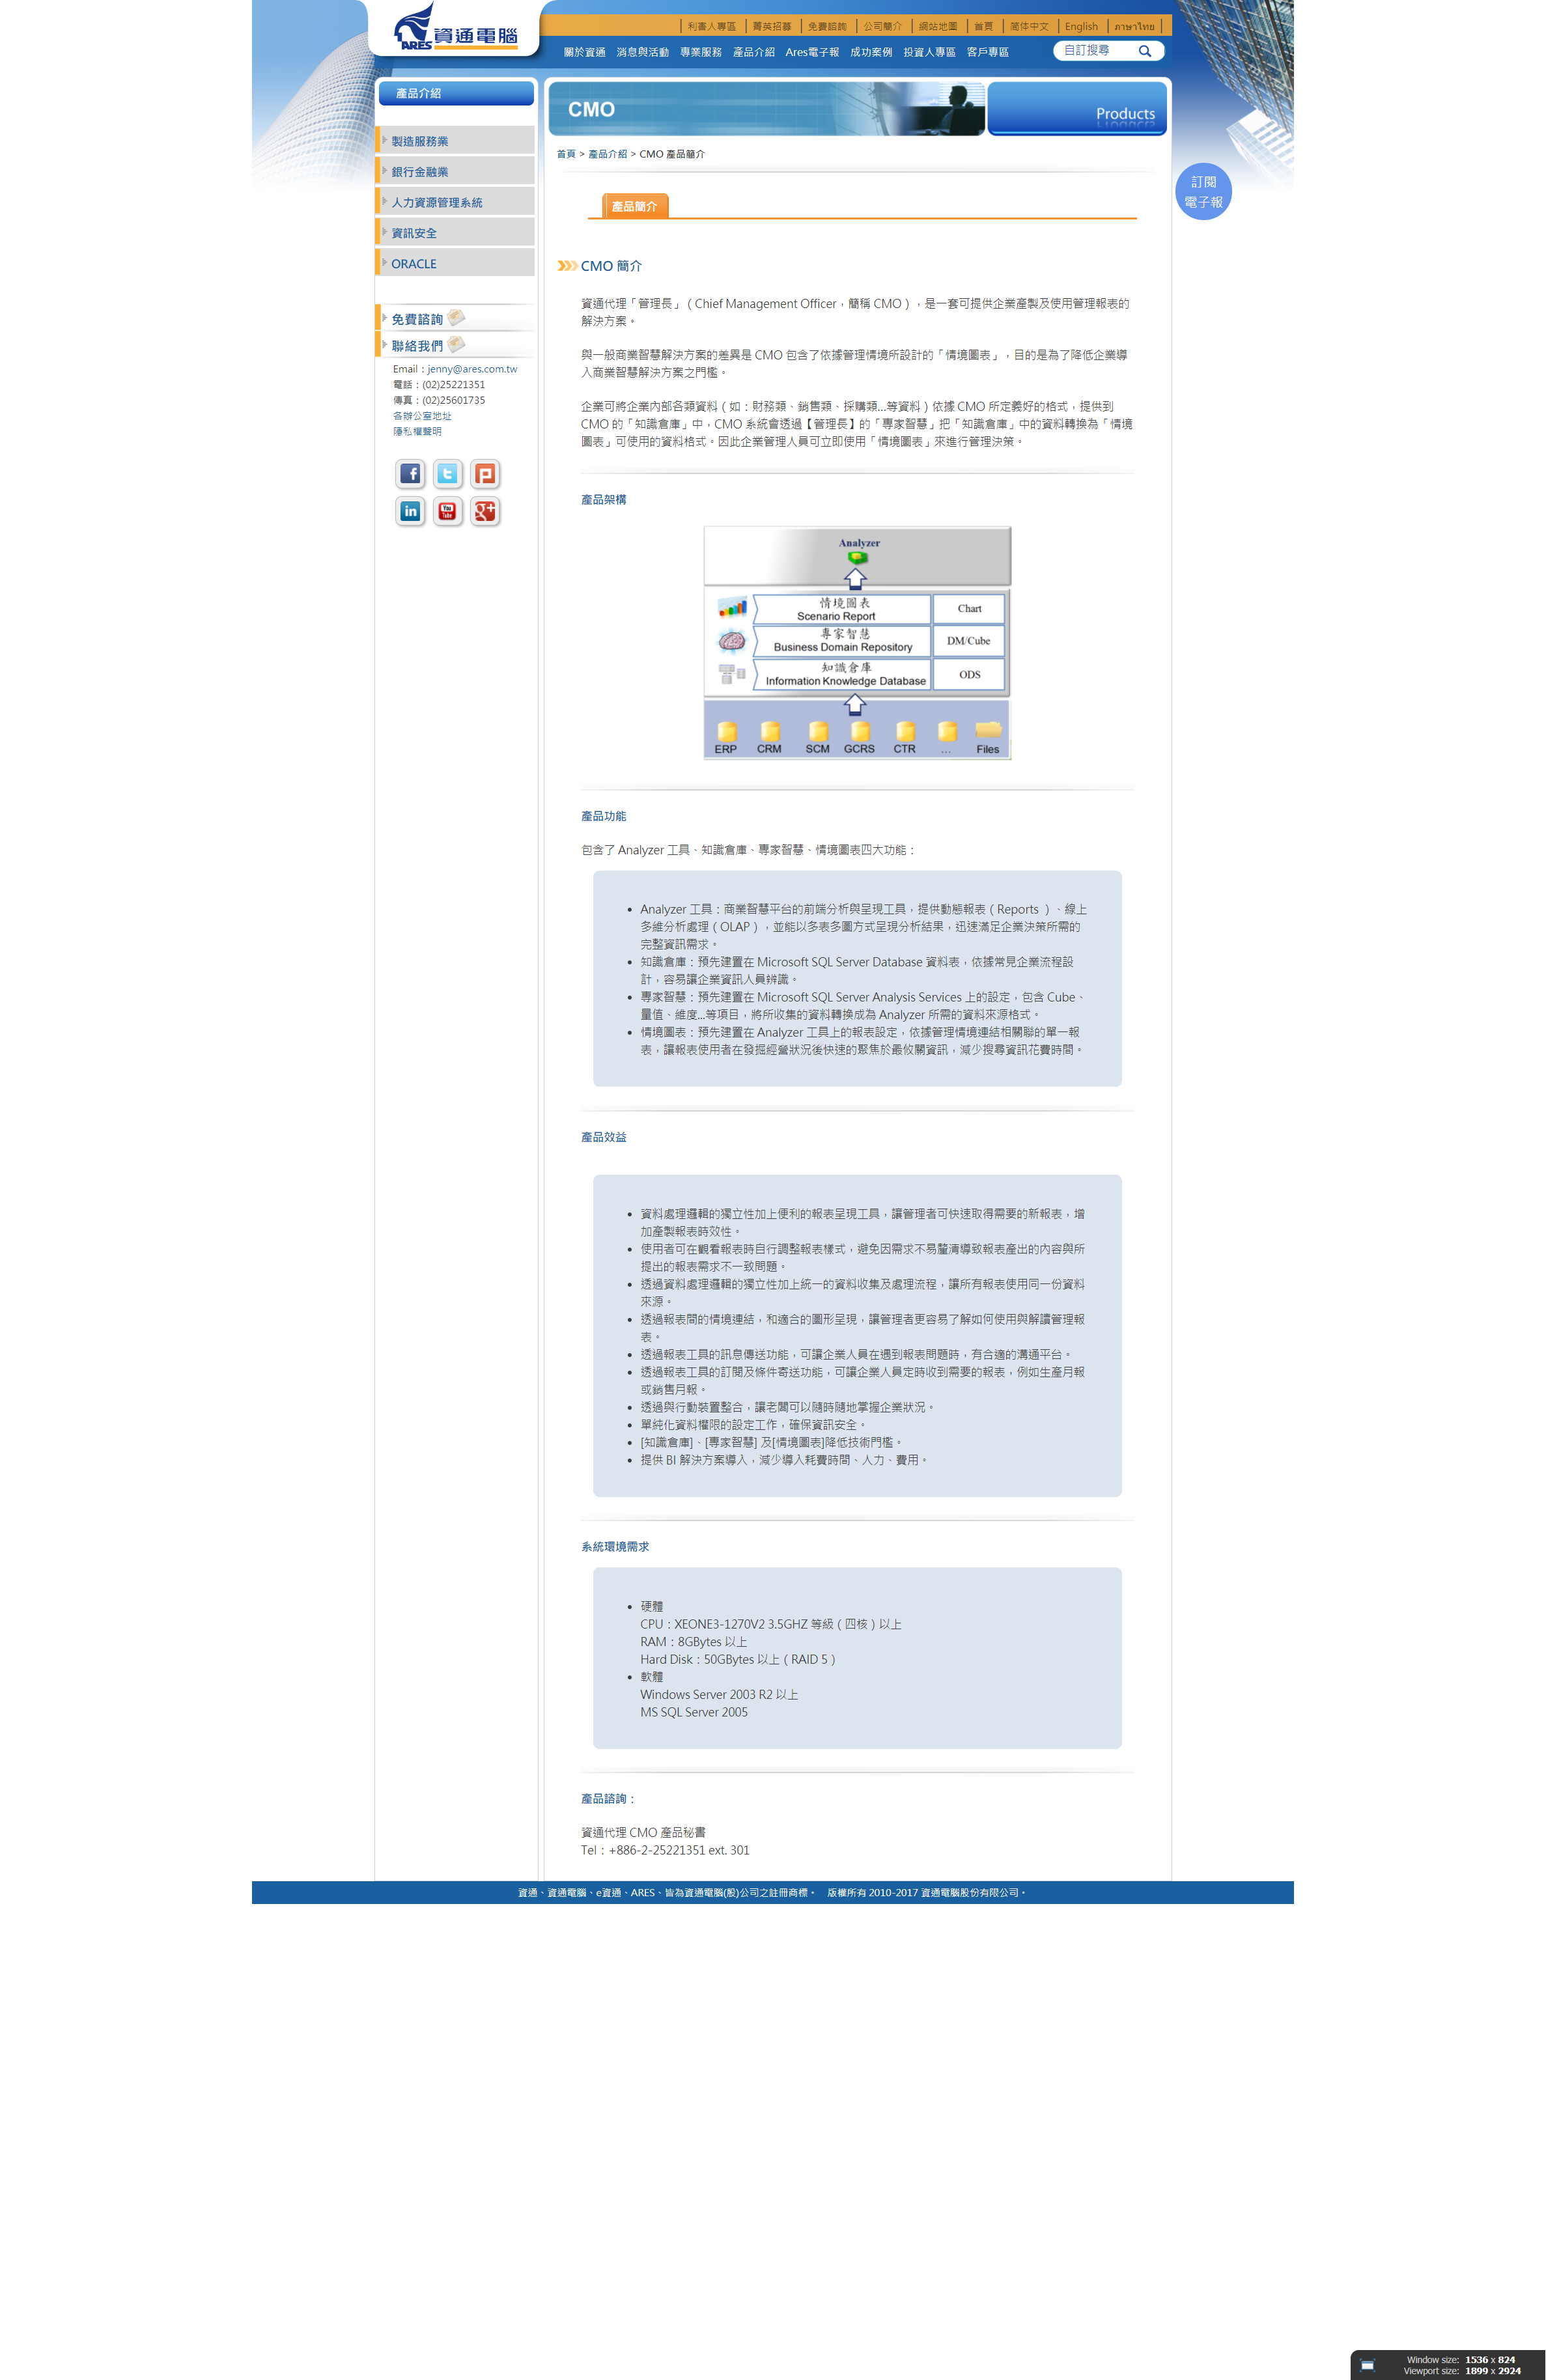 ARES 資通電腦
利害人專區 菁英招募 免費諮詢 公司簡介 網站地圖 首頁 简体中文 English ภาษาไทย
關於資通 消息與活動 專業服務 產品介紹 Ares電子報 成功案例 投資人專區 客戶專區
自訂搜尋
產品介紹
製造服務業
銀行金融業
人力資源管理系統
資訊安全
ORACLE
免費諮詢
聯絡我們
Email：jenny@ares.com.tw
電話：(02)25221351
傳真：(02)25601735
各辦公室地址
隱私權聲明
CMO
Products
首頁 > 產品介紹 > CMO 產品簡介
訂閱
電子報
產品簡介
CMO 簡介
資通代理「管理長」（Chief Management Officer，簡稱 CMO），是一套可提供企業產製及使用管理報表的
解決方案。
與一般商業智慧解決方案的差異是 CMO 包含了依據管理情境所設計的「情境圖表」，目的是為了降低企業導
入商業智慧解決方案之門檻。
企業可將企業內部各類資料（如：財務類、銷售類、採購類...等資料）依據 CMO 所定義好的格式，提供到
CMO 的「知識倉庫」中，CMO 系統會透過【管理長】的「專家智慧」把「知識倉庫」中的資料轉換為「情境
圖表」可使用的資料格式。因此企業管理人員可立即使用「情境圖表」來進行管理決策。
產品架構
Analyzer
情境圖表
Scenario Report
Chart
專家智慧
Business Domain Repository
DM/Cube
知識倉庫
Information Knowledge Database
ODS
ERP CRM SCM GCRS CTR ... Files
產品功能
包含了 Analyzer 工具、知識倉庫、專家智慧、情境圖表四大功能：
• Analyzer 工具：商業智慧平台的前端分析與呈現工具，提供動態報表（Reports ）、線上
多維分析處理（OLAP），並能以多表多圖方式呈現分析結果，迅速滿足企業決策所需的
完整資訊需求。
• 知識倉庫：預先建置在 Microsoft SQL Server Database 資料表，依據常見企業流程設
計，容易讓企業資訊人員辨識。
• 專家智慧：預先建置在 Microsoft SQL Server Analysis Services 上的設定，包含 Cube、
量值、維度...等項目，將所收集的資料轉換成為 Analyzer 所需的資料來源格式。
• 情境圖表：預先建置在 Analyzer 工具上的報表設定，依據管理情境連結相關聯的單一報
表，讓報表使用者在發掘經營狀況後快速的聚焦於最攸關資訊，減少搜尋資訊花費時間。
產品效益
• 資料處理邏輯的獨立性加上便利的報表呈現工具，讓管理者可快速取得需要的新報表，增
加產製報表時效性。
• 使用者可在觀看報表時自行調整報表樣式，避免因需求不易釐清導致報表產出的內容與所
提出的報表需求不一致問題。
• 透過資料處理邏輯的獨立性加上統一的資料收集及處理流程，讓所有報表使用同一份資料
來源。
• 透過報表間的情境連結，和適合的圖形呈現，讓管理者更容易了解如何使用與解讀管理報
表。
• 透過報表工具的訊息傳送功能，可讓企業人員在遇到報表問題時，有合適的溝通平台。
• 透過報表工具的訂閱及條件寄送功能，可讓企業人員定時收到需要的報表，例如生產月報
或銷售月報。
• 透過與行動裝置整合，讓老闆可以隨時隨地掌握企業狀況。
• 單純化資料權限的設定工作，確保資訊安全。
• [知識倉庫]、[專家智慧] 及[情境圖表]降低技術門檻。
• 提供 BI 解決方案導入，減少導入耗費時間、人力、費用。
系統環境需求
• 硬體
CPU：XEONE3-1270V2 3.5GHZ 等級（四核）以上
RAM：8GBytes 以上
Hard Disk：50GBytes 以上（RAID 5）
• 軟體
Windows Server 2003 R2 以上
MS SQL Server 2005
產品諮詢：
資通代理 CMO 產品秘書
Tel：+886-2-25221351 ext. 301
資通、資通電腦、e資通、ARES、皆為資通電腦(股)公司之註冊商標。 版權所有 2010-2017 資通電腦股份有限公司。
Window size: 1536 x 824
Viewport size: 1899 x 2924